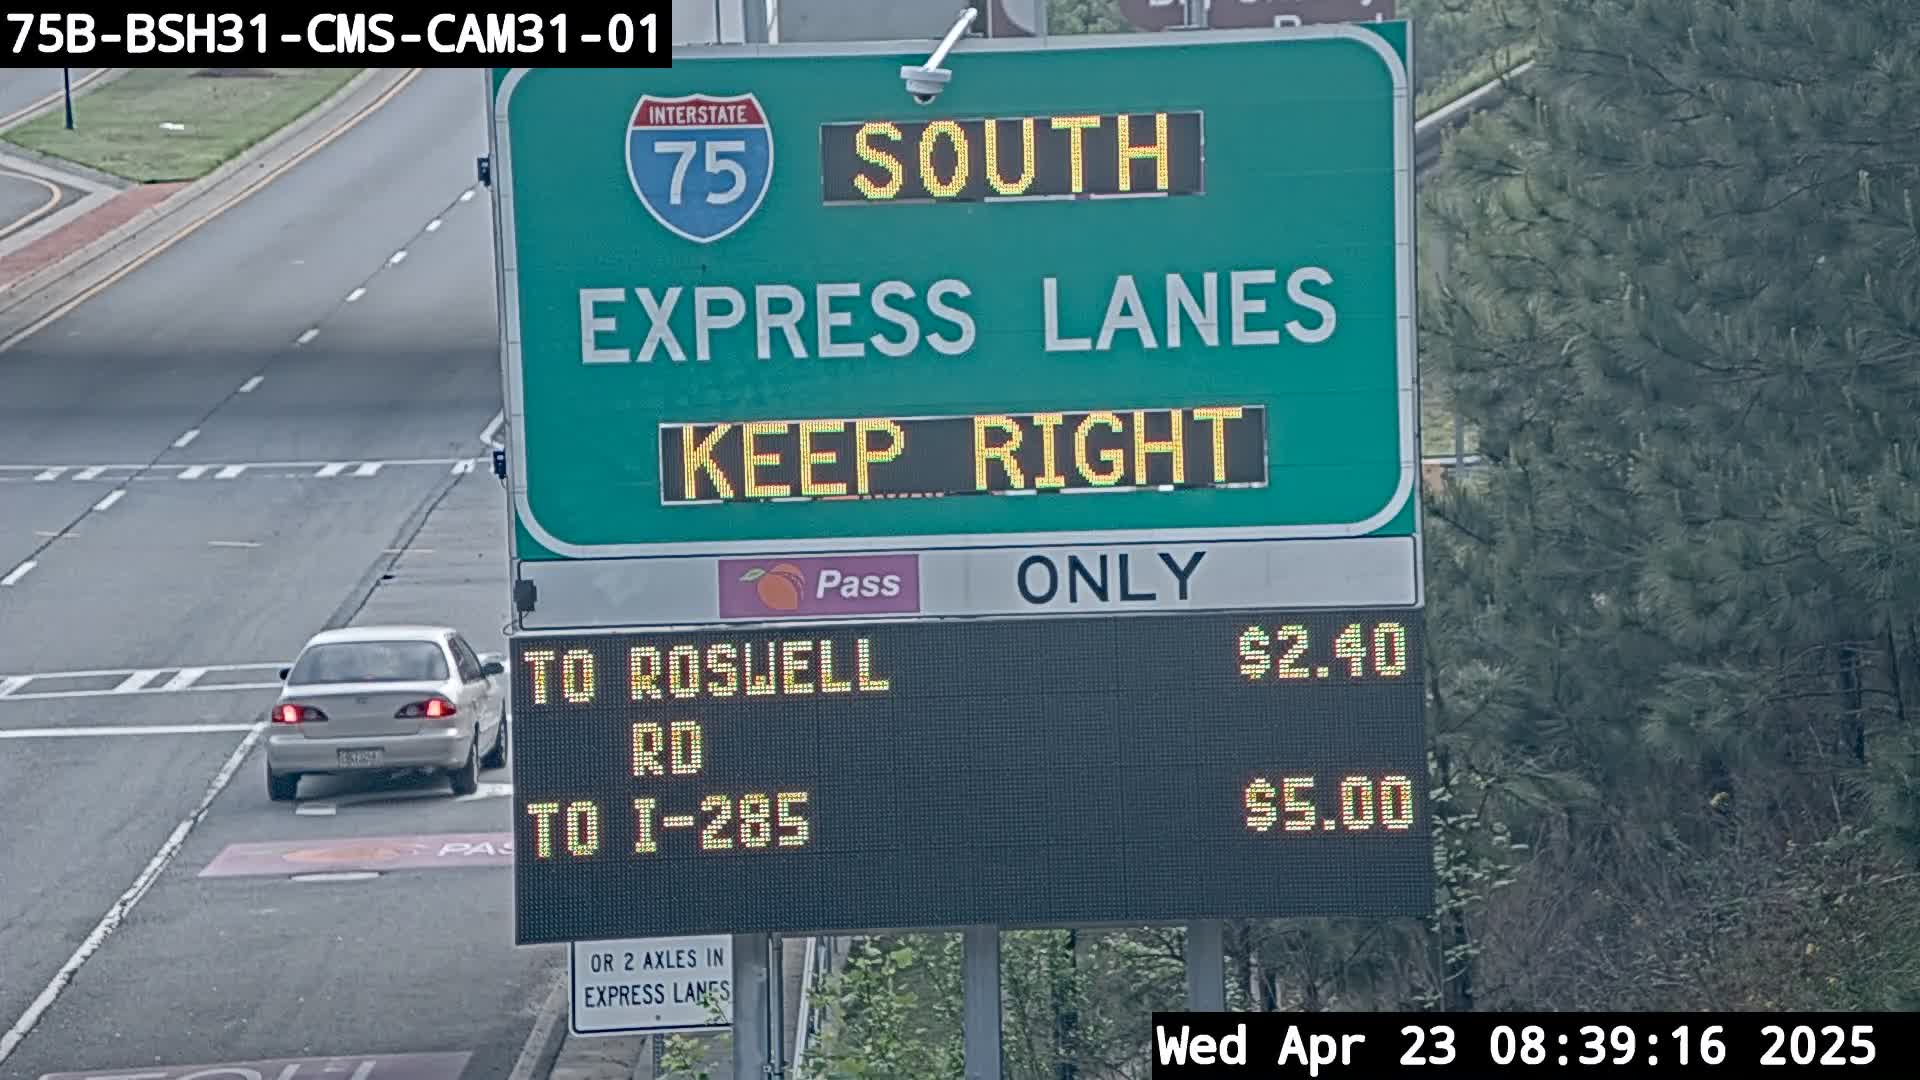 75B-BSH31-CMS-CAM31-01
INTERSTATE
75
SOUTH
EXPRESS LANES
KEEP RIGHT
Pass
ONLY
TO ROSWELL $2.40
RD
TO I-285 $5.00
PAS
OR 2 AXLES IN
EXPRESS LANES
Wed Apr 23 08:39:16 2025